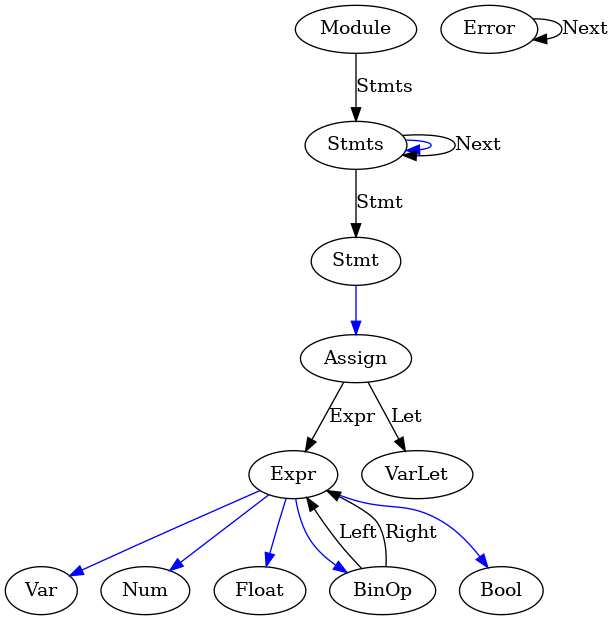 Module
Error
Next
Stmts
Stmts
Next
Stmt
Stmt
Assign
Expr
Let
Expr
VarLet
Left
Right
Var
Num
Float
BinOp
Bool